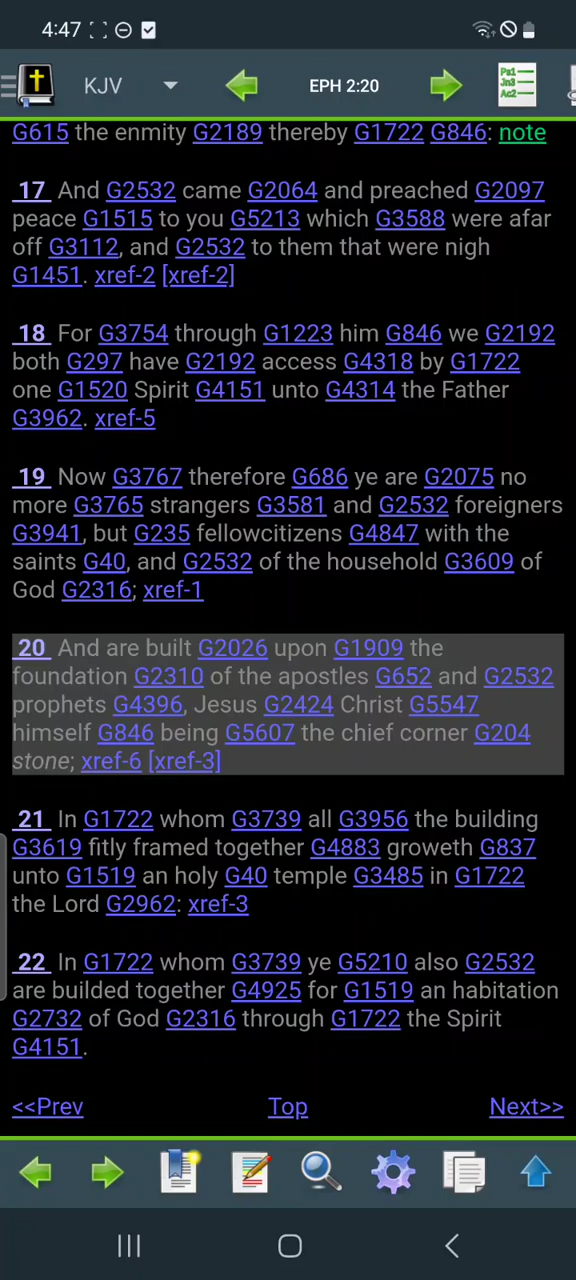 4:47
KJV EPH 2:20
G615 the enmity G2189 thereby G1722 G846: note
17 And G2532 came G2064 and preached G2097
peace G1515 to you G5213 which G3588 were afar
off G3112, and G2532 to them that were nigh
G1451. xref-2 [xref-2]
18 For G3754 through G1223 him G846 we G2192
both G297 have G2192 access G4318 by G1722
one G1520 Spirit G4151 unto G4314 the Father
G3962. xref-5
19 Now G3767 therefore G686 ye are G2075 no
more G3765 strangers G3581 and G2532 foreigners
G3941, but G235 fellowcitizens G4847 with the
saints G40, and G2532 of the household G3609 of
God G2316; xref-1
20 And are built G2026 upon G1909 the
foundation G2310 of the apostles G652 and G2532
prophets G4396, Jesus G2424 Christ G5547
himself G846 being G5607 the chief corner G204
stone; xref-6 [xref-3]
21 In G1722 whom G3739 all G3956 the building
G3619 fitly framed together G4883 groweth G837
unto G1519 an holy G40 temple G3485 in G1722
the Lord G2962: xref-3
22 In G1722 whom G3739 ye G5210 also G2532
are builded together G4925 for G1519 an habitation
G2732 of God G2316 through G1722 the Spirit
G4151.
<<Prev Top Next>>